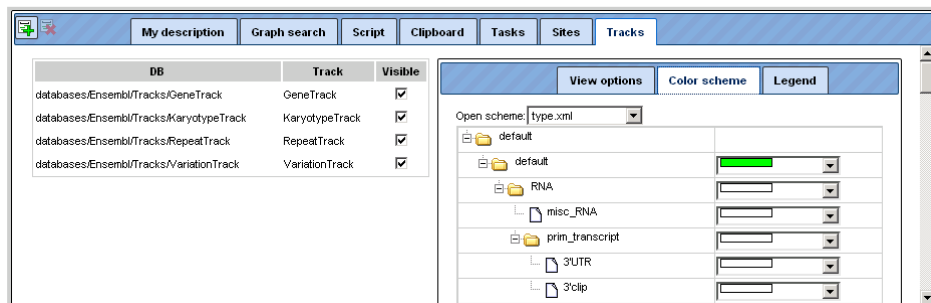 My description Graph search Script Clipboard Tasks Sites Tracks
DB Track Visible
databases/Ensembl/Tracks/GeneTrack GeneTrack
databases/Ensembl/Tracks/KaryotypeTrack KaryotypeTrack
databases/Ensembl/Tracks/RepeatTrack RepeatTrack
databases/Ensembl/Tracks/VariationTrack VariationTrack
View options Color scheme Legend
Open scheme: type.xml
default
default
RNA
misc_RNA
prim_transcript
3'UTR
3'clip